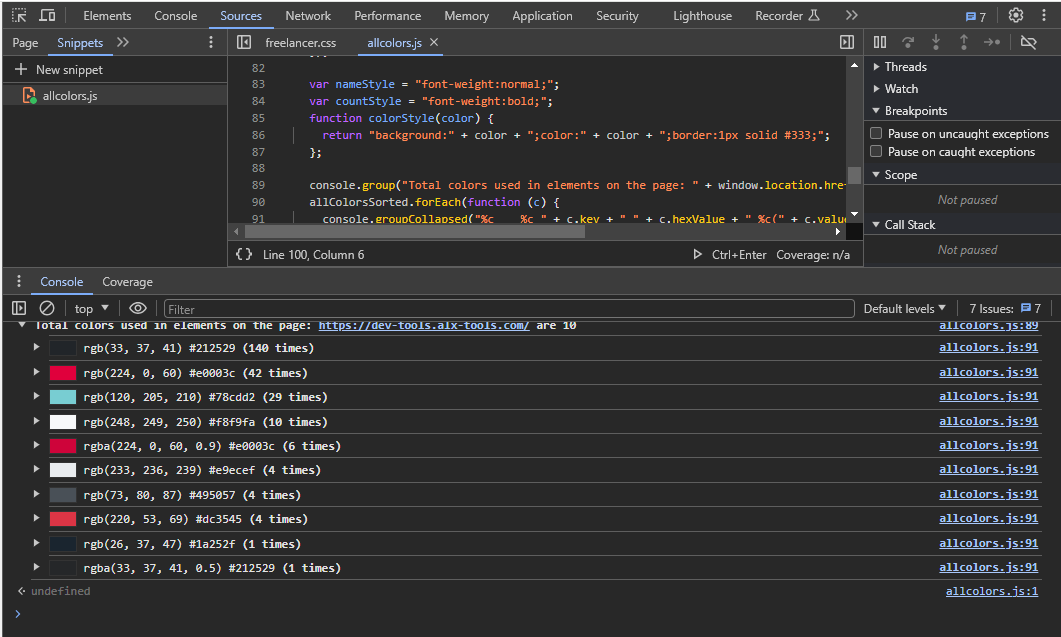 Elements Console Sources Network Performance Memory Application Security Lighthouse Recorder 7
Page Snippets freelancer.css allcolors.js
New snippet
allcolors.js
82
83 var nameStyle = "font-weight:normal;";
84 var countStyle = "font-weight:bold;";
85 function colorStyle(color) {
86 return "background:" + color + ";color:" + color + ";border:1px solid #333;";
87 };
88
89 console.group("Total colors used in elements on the page: " + window.location.href
90 allColorsSorted.forEach(function (c) {
91 console.groupCollapsed("%c %c " + c.key + " " + c.hexValue + " %c(" + c.value
{ } Line 100, Column 6 Ctrl+Enter Coverage: n/a
Threads
Watch
Breakpoints
Pause on uncaught exceptions
Pause on caught exceptions
Scope
Not paused
Call Stack
Not paused
Console Coverage
top Filter Default levels 7 Issues: 7
Total colors used in elements on the page: https://dev-tools.alx-tools.com/ are 10 allcolors.js:89
rgb(33, 37, 41) #212529 (140 times) allcolors.js:91
rgb(224, 0, 60) #e0003c (42 times) allcolors.js:91
rgb(120, 205, 210) #78cdd2 (29 times) allcolors.js:91
rgb(248, 249, 250) #f8f9fa (10 times) allcolors.js:91
rgba(224, 0, 60, 0.9) #e0003c (6 times) allcolors.js:91
rgb(233, 236, 239) #e9ecef (4 times) allcolors.js:91
rgb(73, 80, 87) #495057 (4 times) allcolors.js:91
rgb(220, 53, 69) #dc3545 (4 times) allcolors.js:91
rgb(26, 37, 47) #1a252f (1 times) allcolors.js:91
rgba(33, 37, 41, 0.5) #212529 (1 times) allcolors.js:91
undefined allcolors.js:1